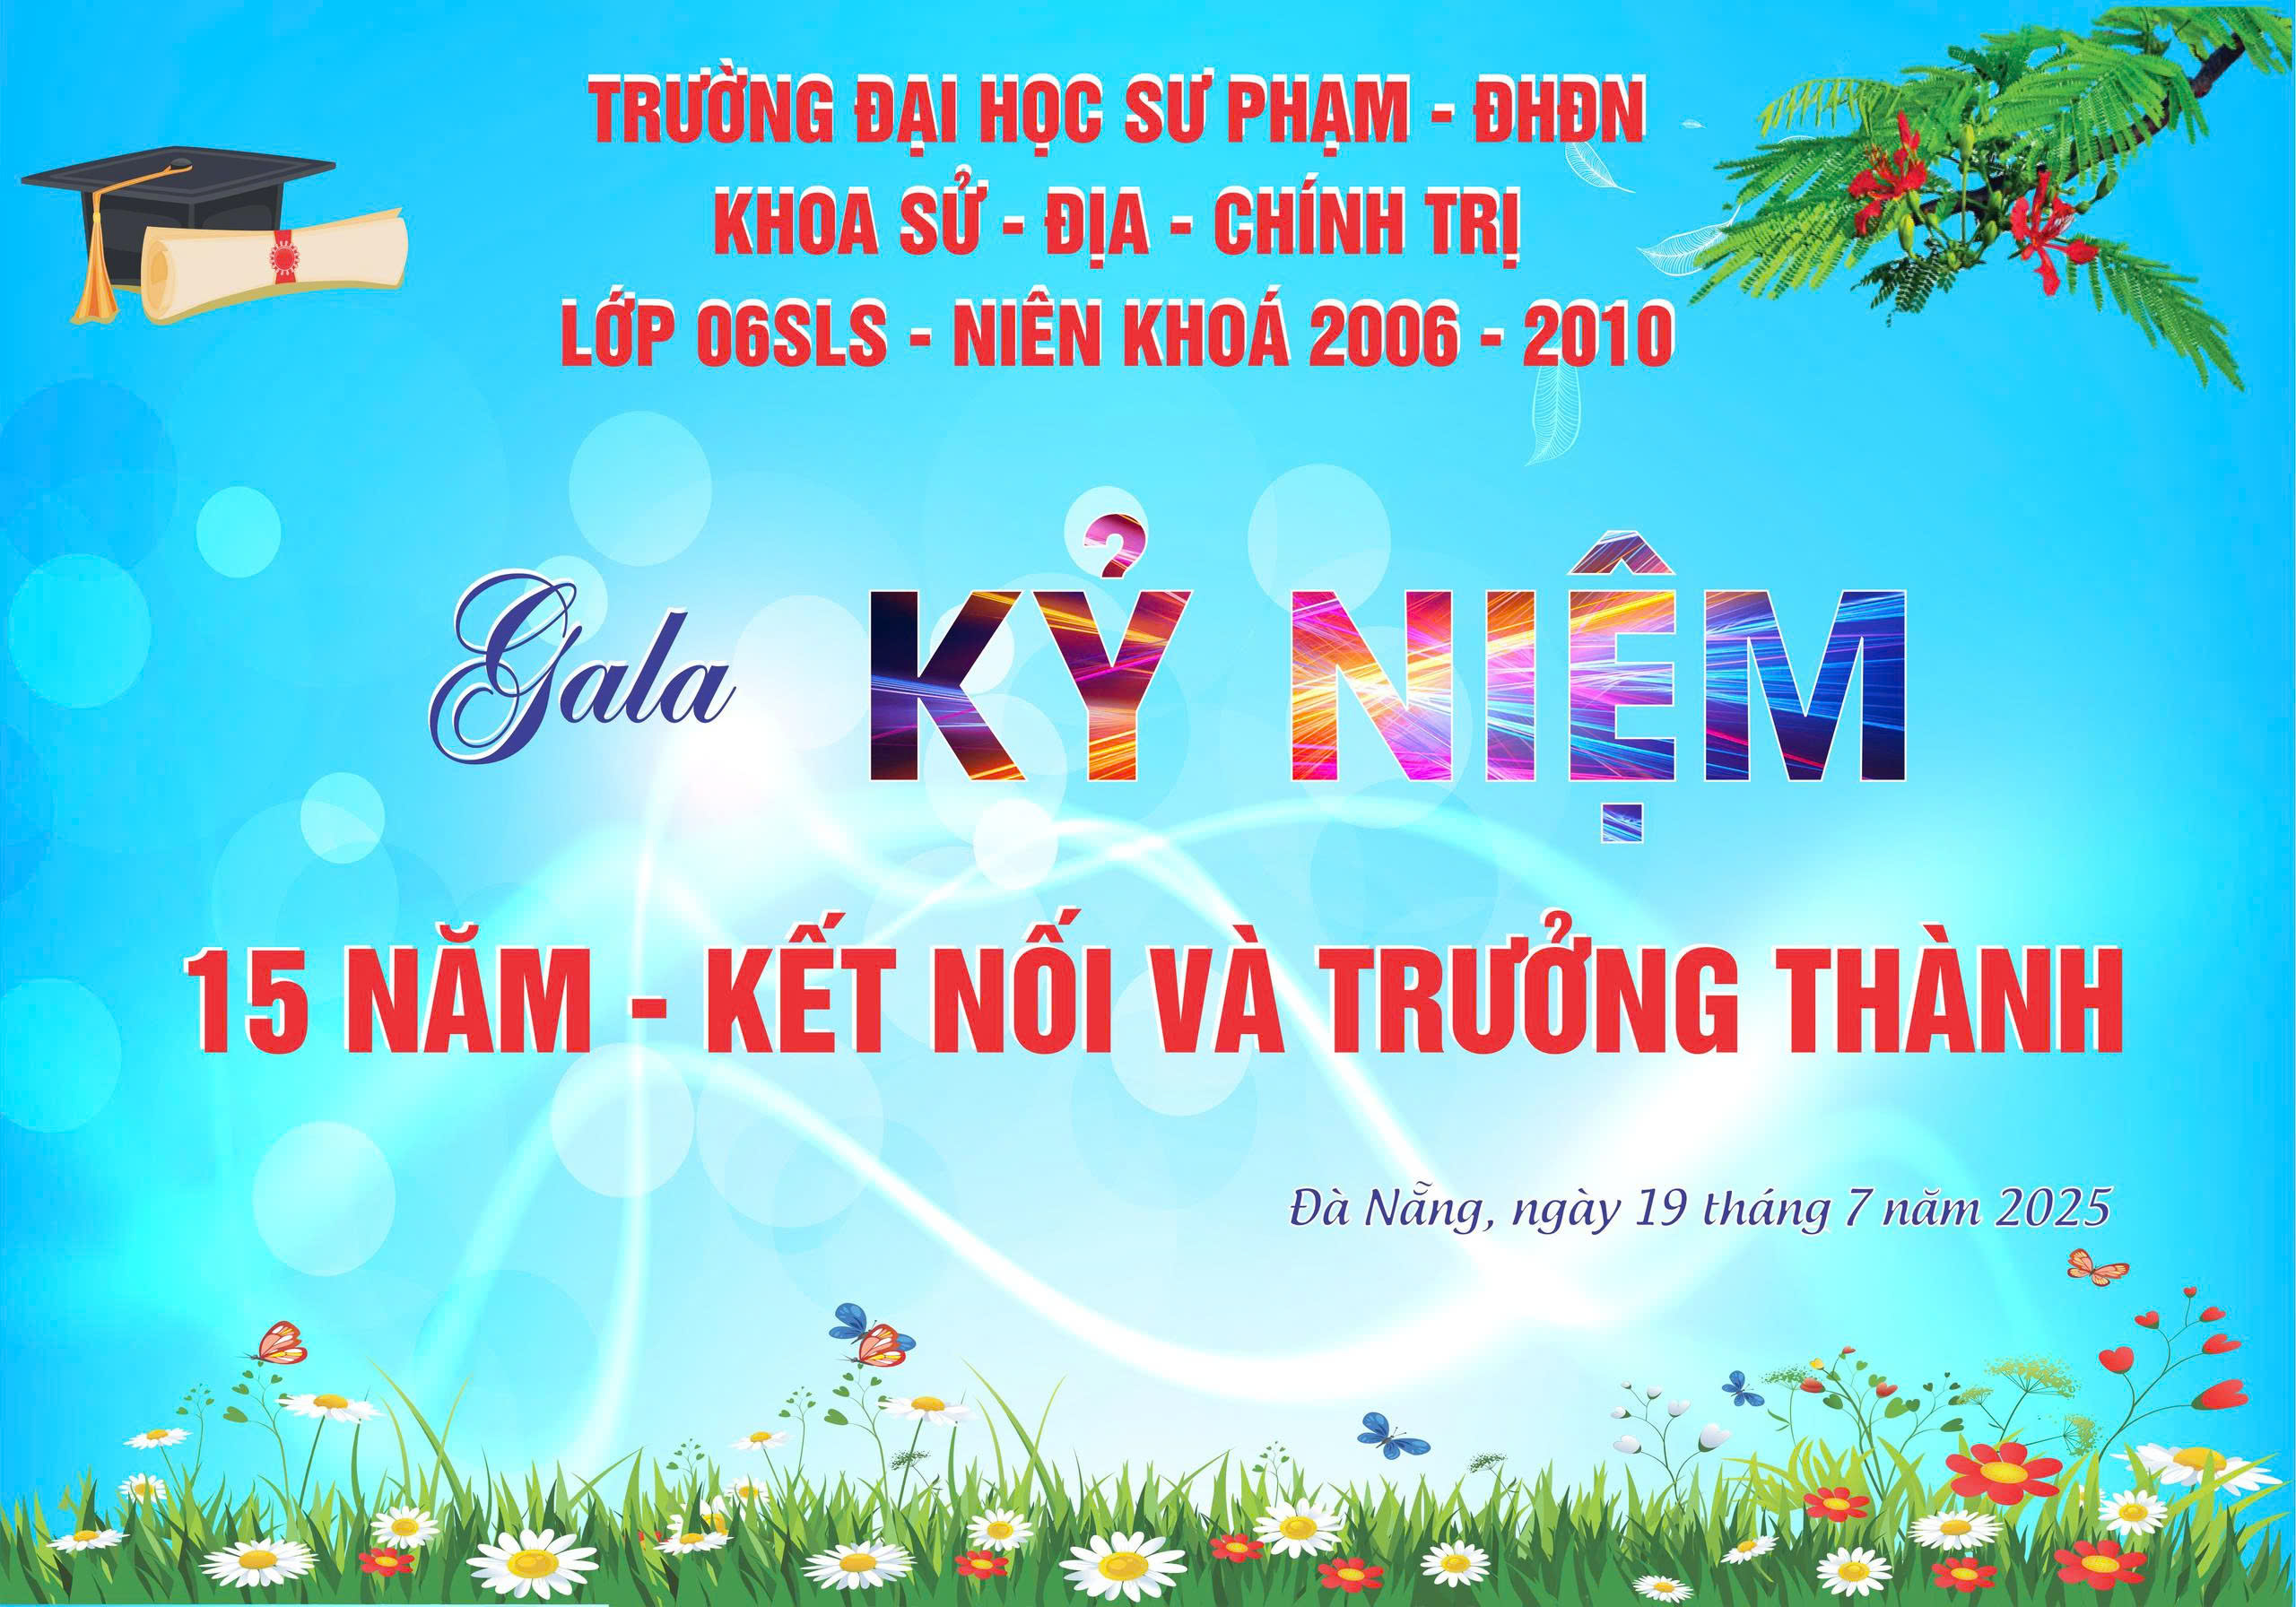 TRƯỜNG ĐẠI HỌC SƯ PHẠM - ĐHĐN
KHOA SỬ - ĐỊA - CHÍNH TRỊ
LỚP 06SLS - NIÊN KHOÁ 2006 - 2010
Gala KỶ NIỆM
15 NĂM - KẾT NỐI VÀ TRƯỞNG THÀNH
Đà Nẵng, ngày 19 tháng 7 năm 2025